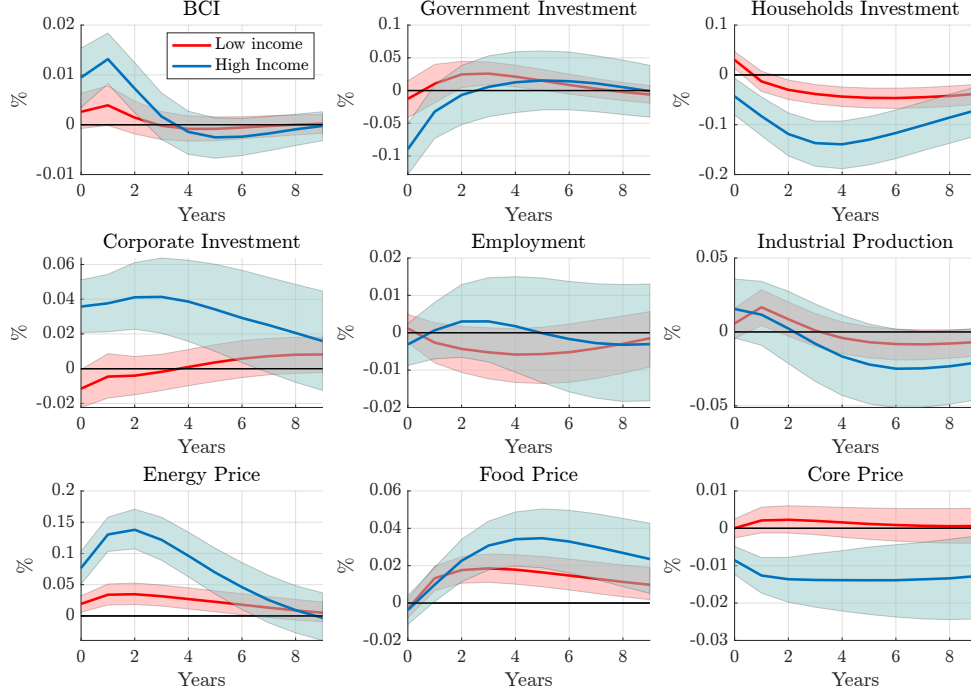 BCI
0.02
0.01
0
-0.01
%
Low income
High Income
0 2 4 6 8
Years
Government Investment
0.1
0.05
0
-0.05
-0.1
%
0 2 4 6 8
Years
Households Investment
0.1
0
-0.1
-0.2
%
0 2 4 6 8
Years
Corporate Investment
0.06
0.04
0.02
0
-0.02
%
0 2 4 6 8
Years
Employment
0.02
0.01
0
-0.01
-0.02
%
0 2 4 6 8
Years
Industrial Production
0.05
0
-0.05
%
0 2 4 6 8
Years
Energy Price
0.2
0.15
0.1
0.05
0
%
0 2 4 6 8
Years
Food Price
0.06
0.04
0.02
0
-0.02
%
0 2 4 6 8
Years
Core Price
0.01
0
-0.01
-0.02
-0.03
%
0 2 4 6 8
Years